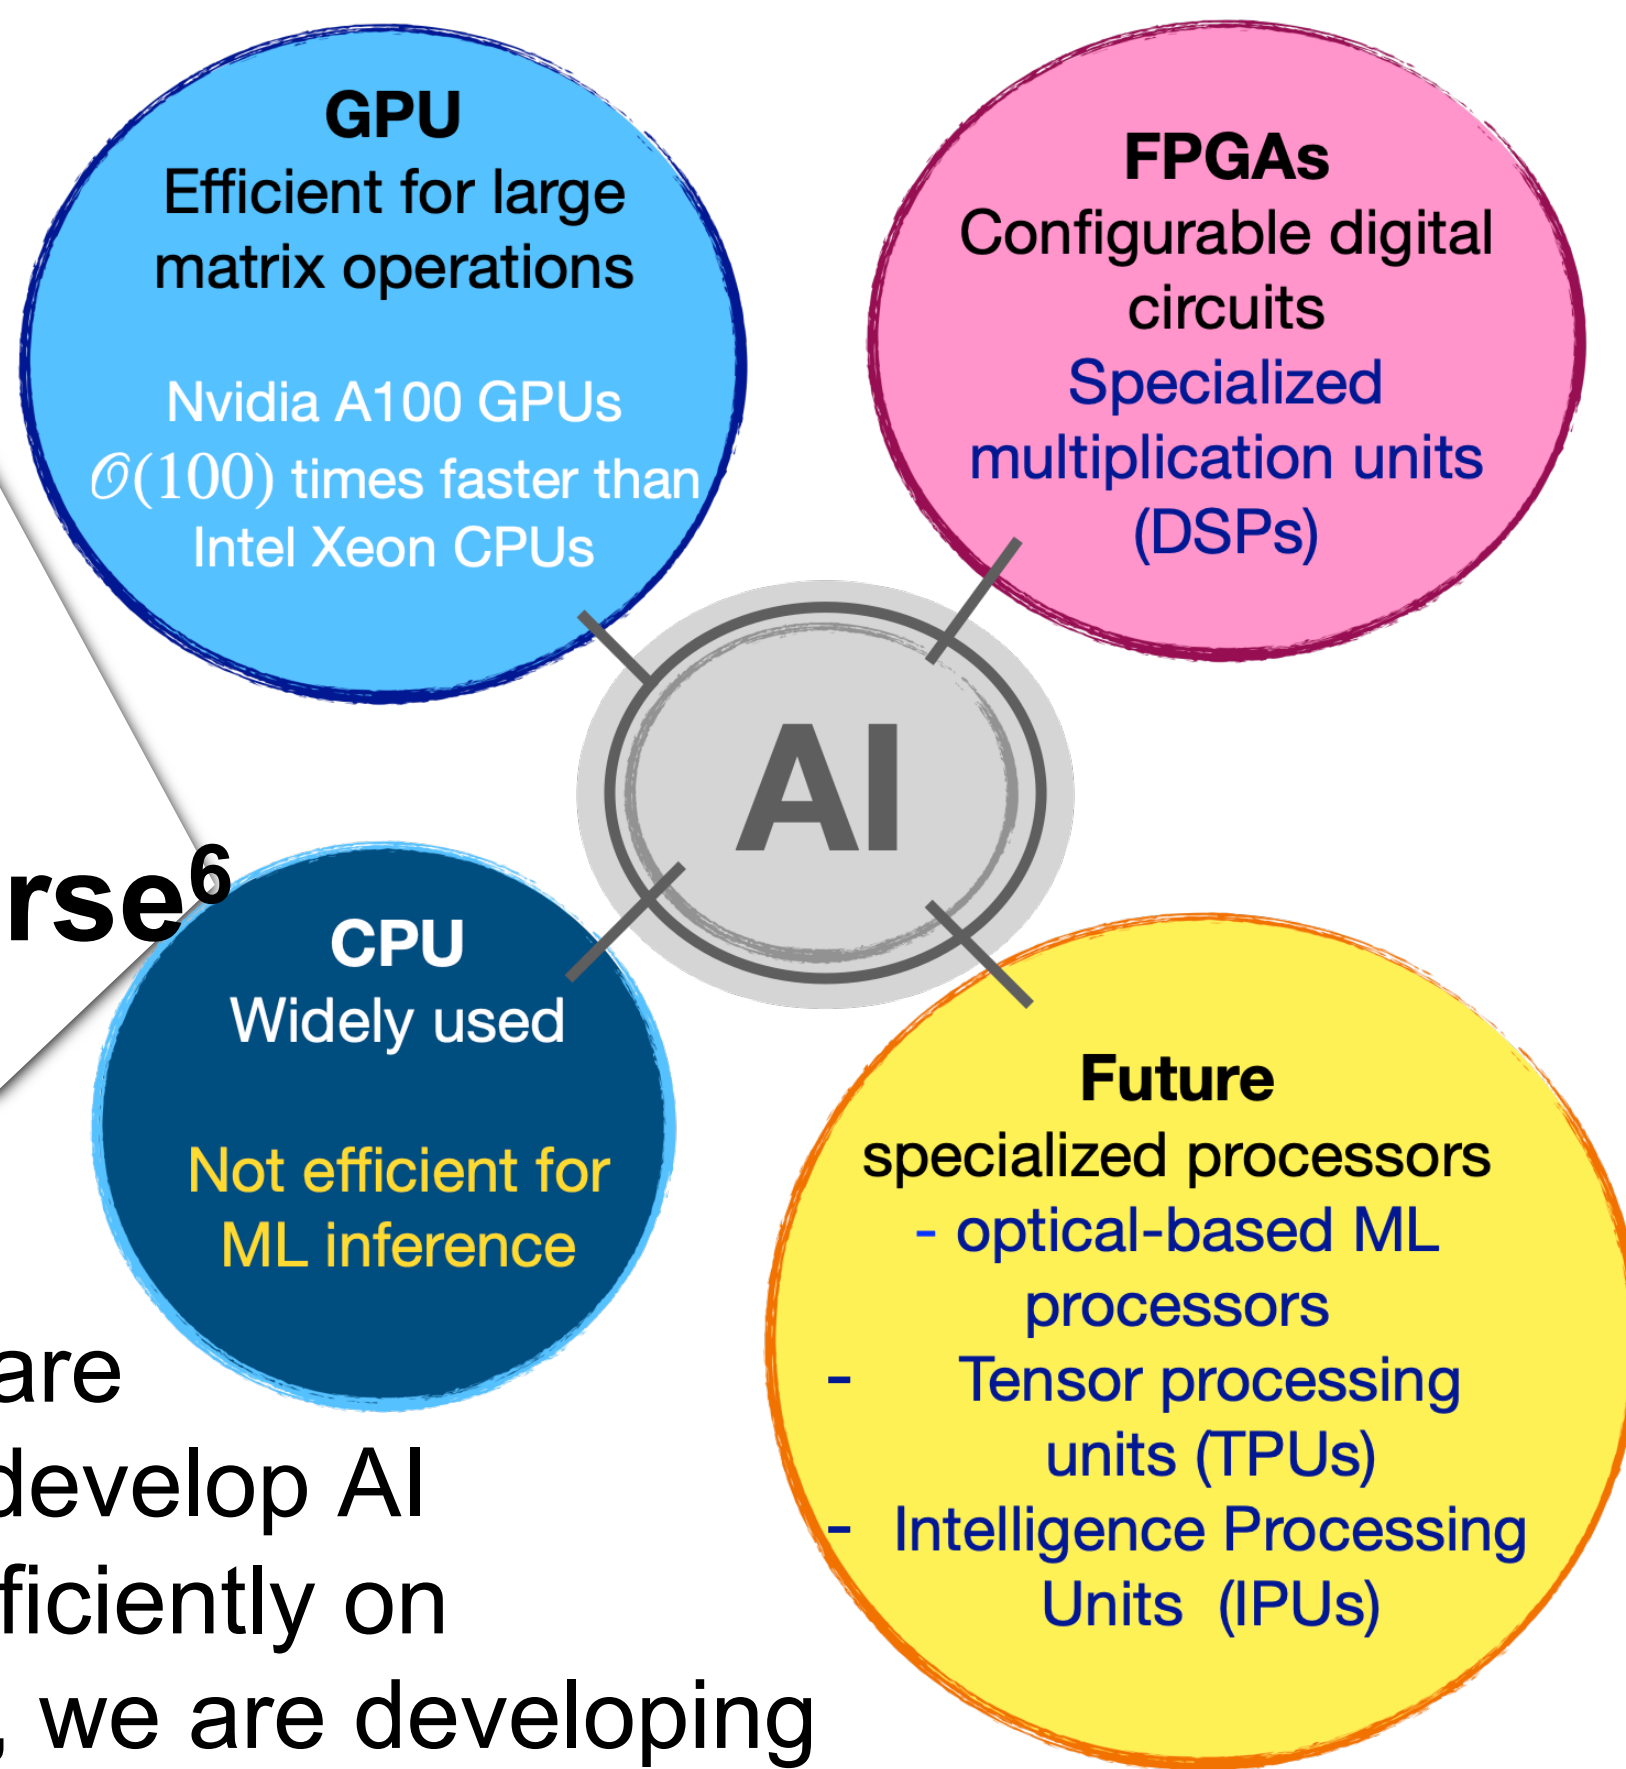 GPU
Efficient for large
matrix operations
Nvidia A100 GPUs
𝒪(100) times faster than
Intel Xeon CPUs
FPGAs
Configurable digital
circuits
Specialized
multiplication units
(DSPs)
AI
rse⁶
CPU
Widely used
Not efficient for
ML inference
Future
specialized processors
- optical-based ML
processors
- Tensor processing
units (TPUs)
- Intelligence Processing
Units (IPUs)
are
develop AI
ficiently on
, we are developing